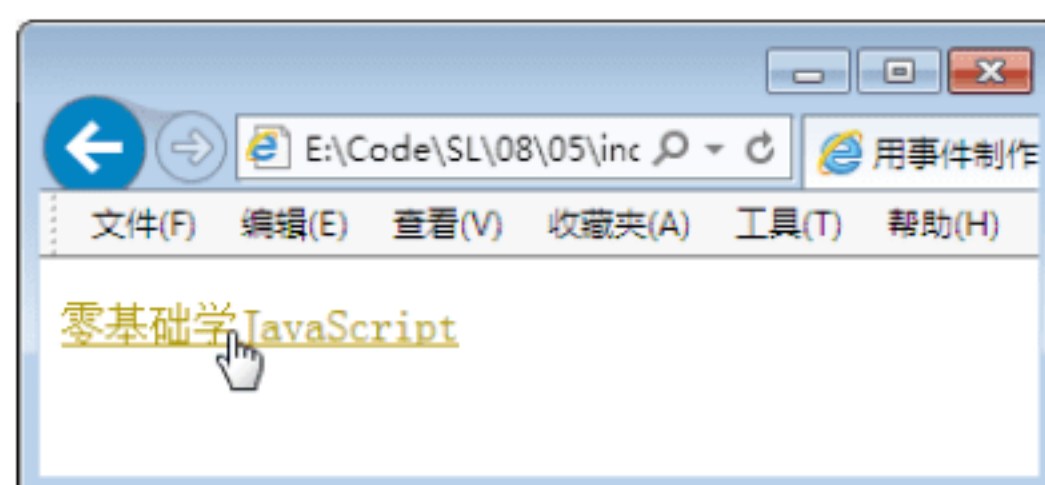 E:\Code\SL\08\05\inc
用事件制作
文件(F) 编辑(E) 查看(V) 收藏夹(A) 工具(T) 帮助(H)
零基础学JavaScript